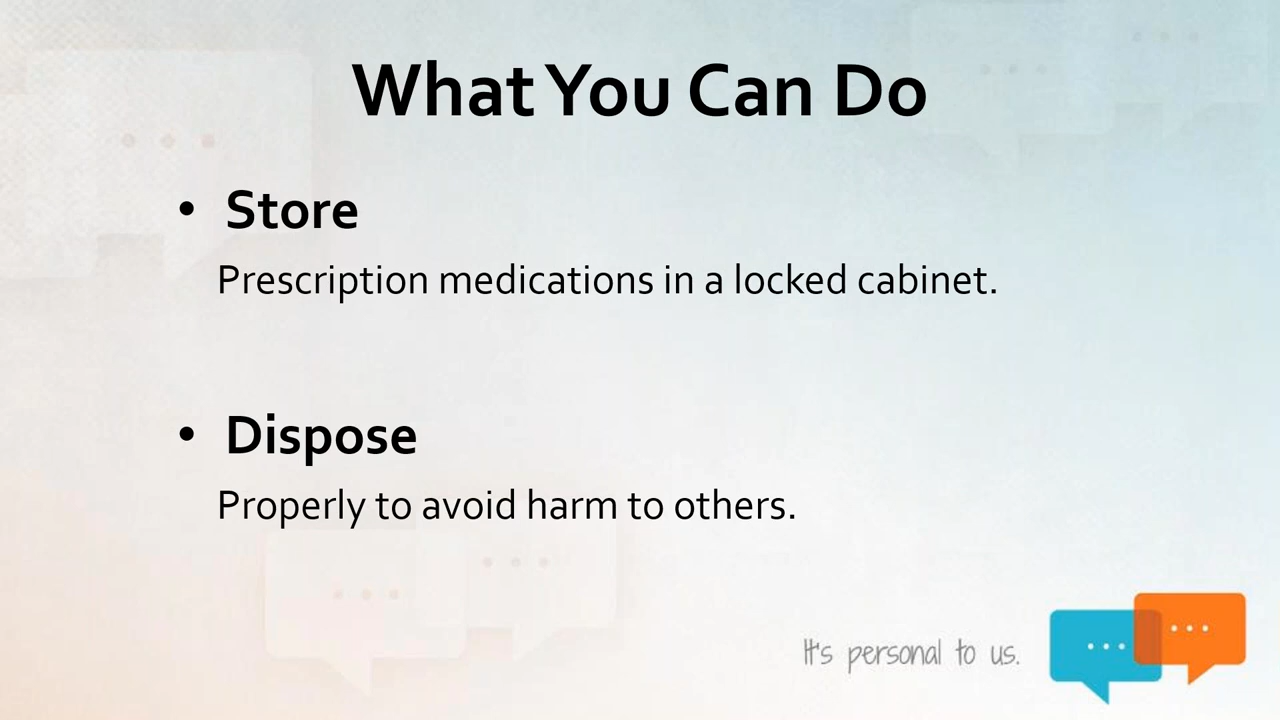 What You Can Do
• Store
Prescription medications in a locked cabinet.
• Dispose
Properly to avoid harm to others.
It's personal to us.